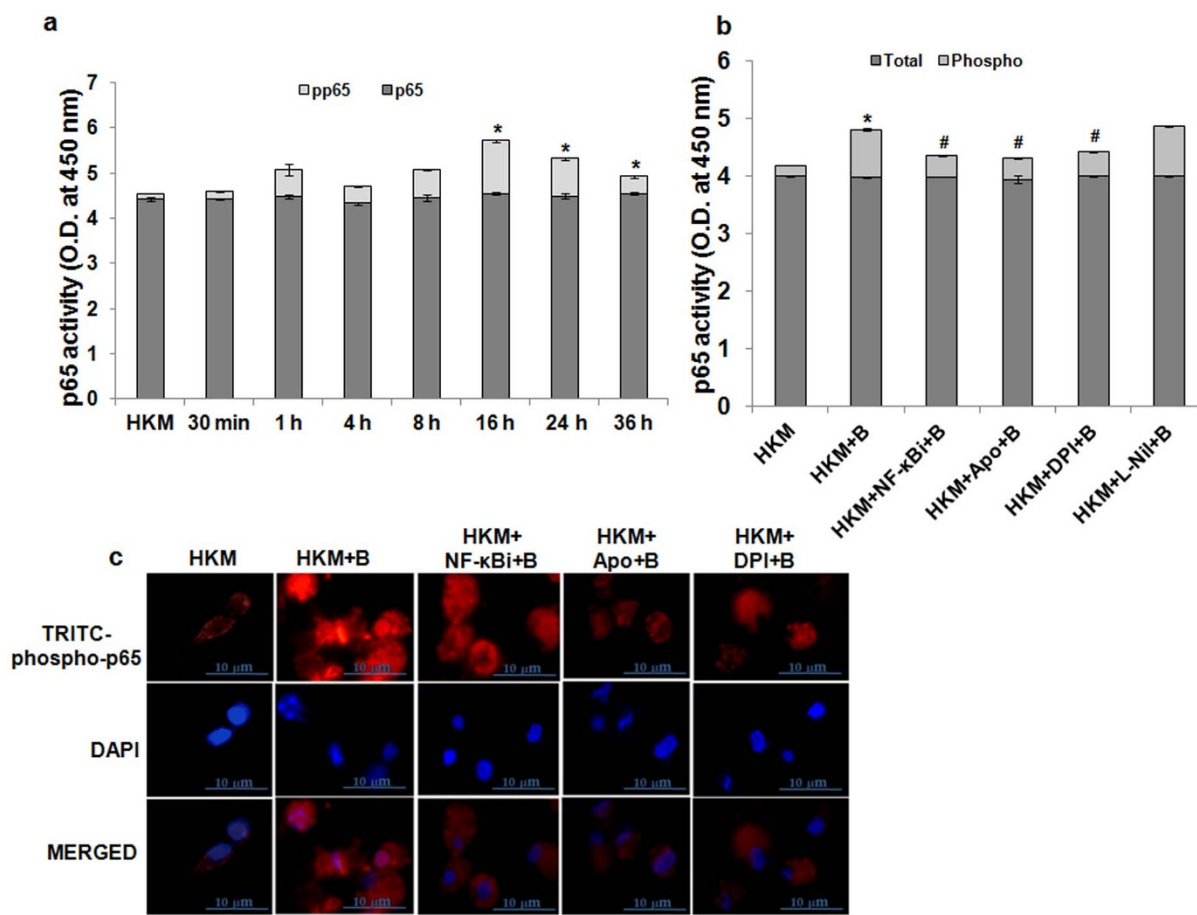 a
p65 activity (O.D. at 450 nm)
7
6
5
4
3
2
1
0
pp65 p65
* * *
HKM 30 min 1 h 4 h 8 h 16 h 24 h 36 h
b
p65 activity (O.D. at 450 nm)
6
5
4
3
2
1
0
Total Phospho
* # # #
HKM
HKM+B
HKM+NF-κBi+B
HKM+Apo+B
HKM+DPI+B
HKM+L-Nil+B
c
HKM
HKM+B
HKM+
NF-κBi+B
HKM+
Apo+B
HKM+
DPI+B
TRITC-
phospho-p65
10 μm 10 μm 10 μm 10 μm 10 μm
DAPI
10 μm 10 μm 10 μm 10 μm 10 μm
MERGED
10 μm 10 μm 10 μm 10 μm 10 μm